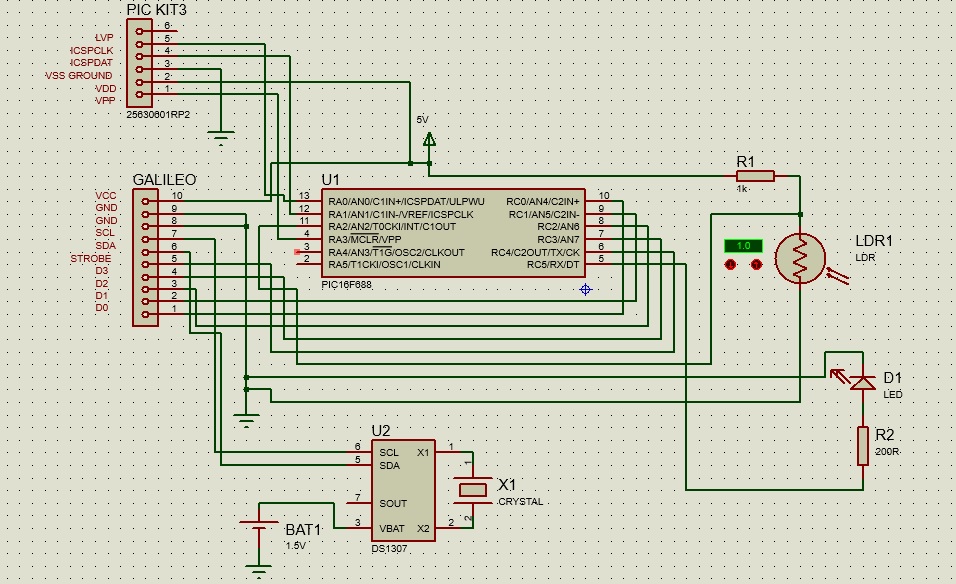 PIC KIT3
6
LVP 5
ICSPCLK 4
ICSPDAT 3
VSS GROUND 2
VDD 1
VPP
25630601RP2
5V
R1
1k
GALILEO
VCC 10
GND 9
GND 8
SCL 7
SDA 6
STROBE 5
D3 4
D2 3
D1 2
D0 1
U1
13 RA0/AN0/C1IN+/ICSPDAT/ULPWU RC0/AN4/C2IN+ 10
12 RA1/AN1/C1IN-/VREF/ICSPCLK RC1/AN5/C2IN- 9
11 RA2/AN2/T0CKI/INT/C1OUT RC2/AN6 8
4 RA3/MCLR/VPP RC3/AN7 7
3 RA4/AN3/T1G/OSC2/CLKOUT RC4/C2OUT/TX/CK 6
2 RA5/T1CKI/OSC1/CLKIN RC5/RX/DT 5
PIC16F688
1.0
LDR1
LDR
D1
LED
R2
200R
U2
6 SCL X1 1
5 SDA
7 SOUT
3 VBAT X2 2
DS1307
1
X1
CRYSTAL
2
BAT1
1.5V